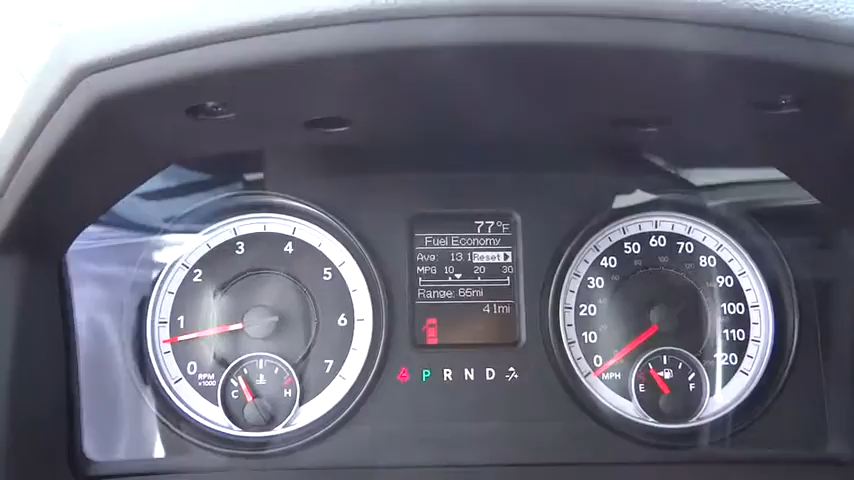 77°F
Fuel Economy
Avg. 13.1 Reset
MPG 10 20 30
Range: 65mi
41mi
0 1 2 3 4 5 6 7
RPM
x1000
C H
P R N D
0 10 20 30 40 50 60 70 80 90 100 110 120
MPH
E F